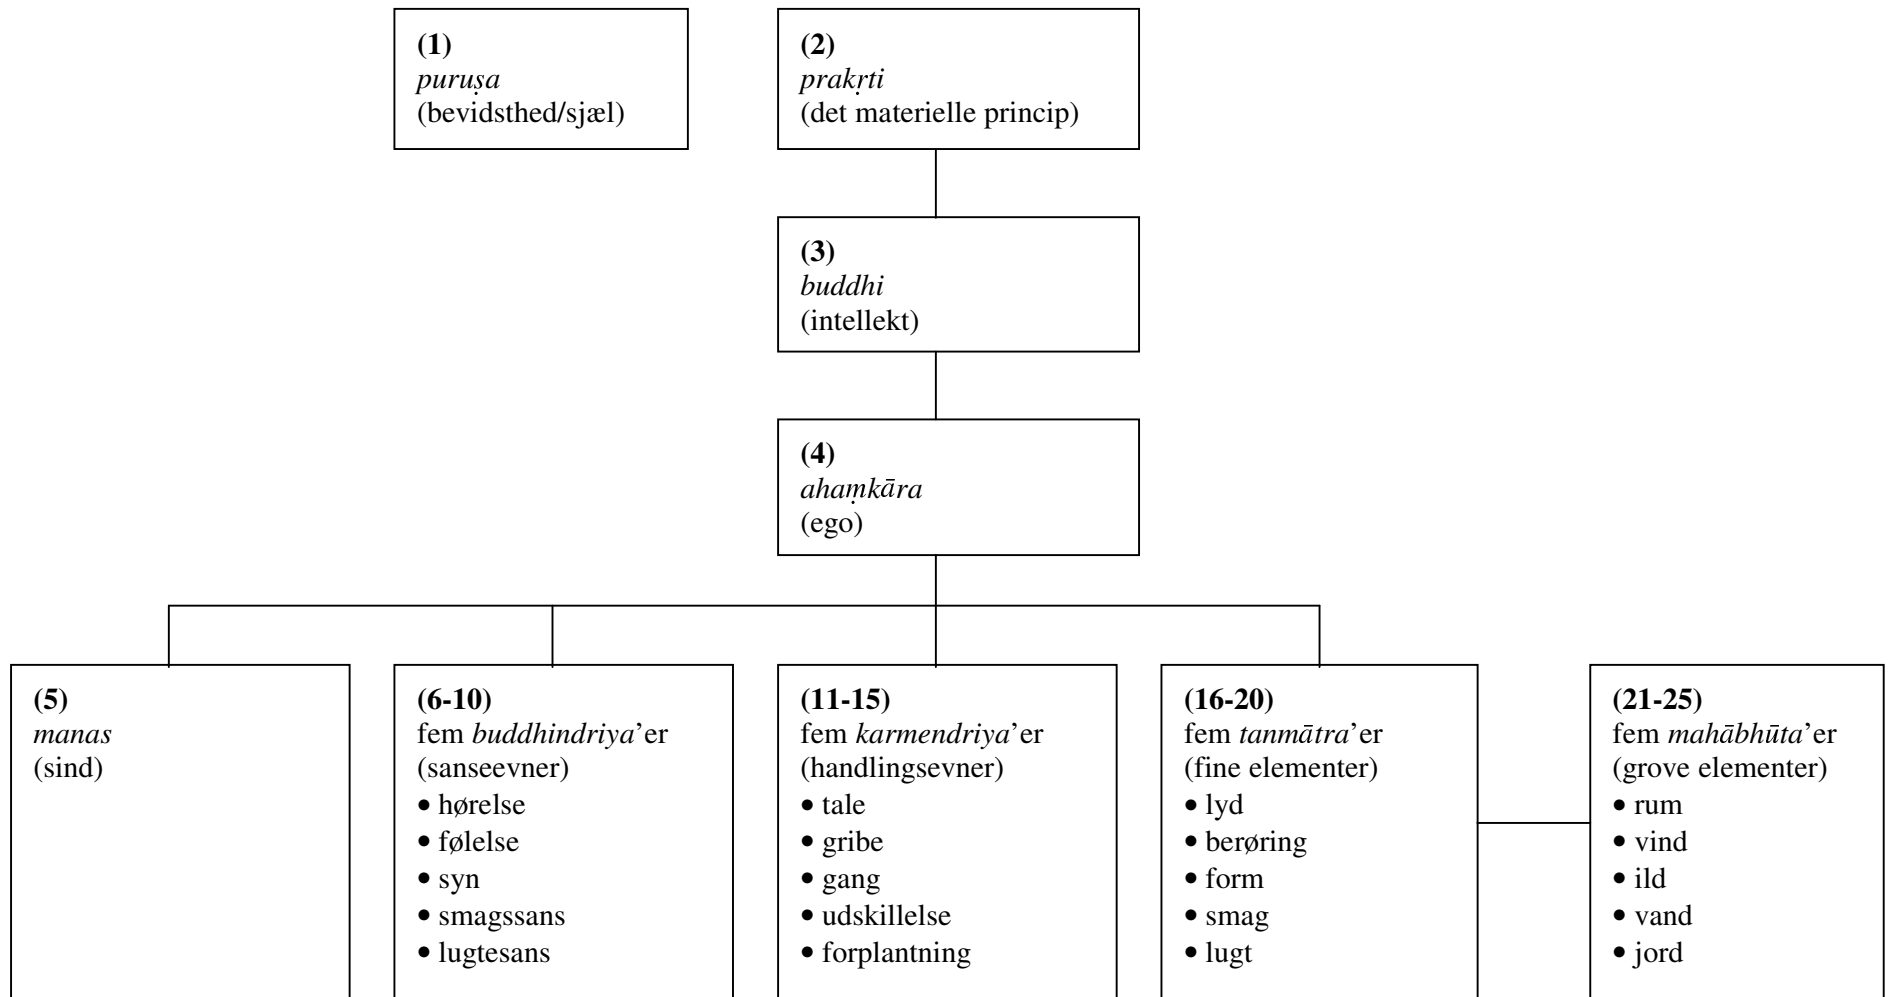 (1)
puruṣa
(bevidsthed/sjæl)
(2)
prakṛti
(det materielle princip)
(3)
buddhi
(intellekt)
(4)
ahaṃkāra
(ego)
(5)
manas
(sind)
(6-10)
fem buddhindriya’er
(sanseevner)
• hørelse
• følelse
• syn
• smagssans
• lugtesans
(11-15)
fem karmendriya’er
(handlingsevner)
• tale
• gribe
• gang
• udskillelse
• forplantning
(16-20)
fem tanmātra’er
(fine elementer)
• lyd
• berøring
• form
• smag
• lugt
(21-25)
fem mahābhūta’er
(grove elementer)
• rum
• vind
• ild
• vand
• jord